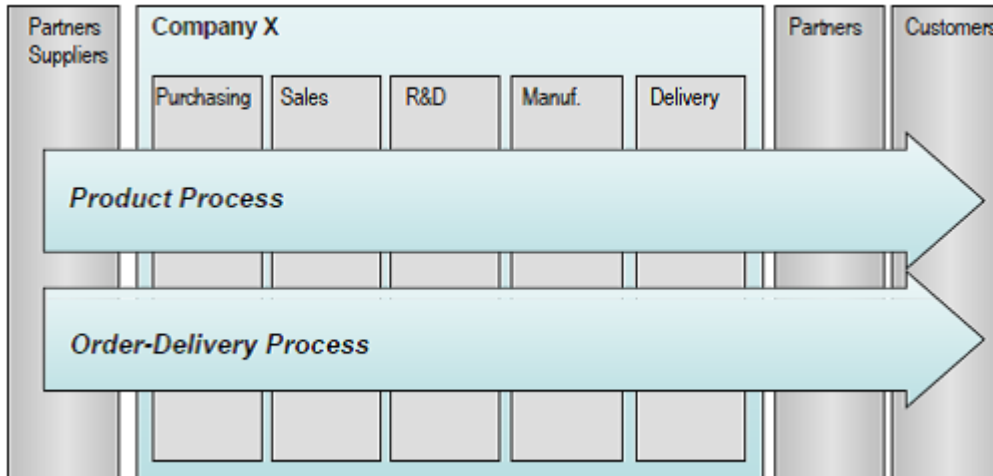 Partners
Suppliers
Company X
Partners
Customers
Purchasing
Sales
R&D
Manuf.
Delivery
Product Process
Order-Delivery Process